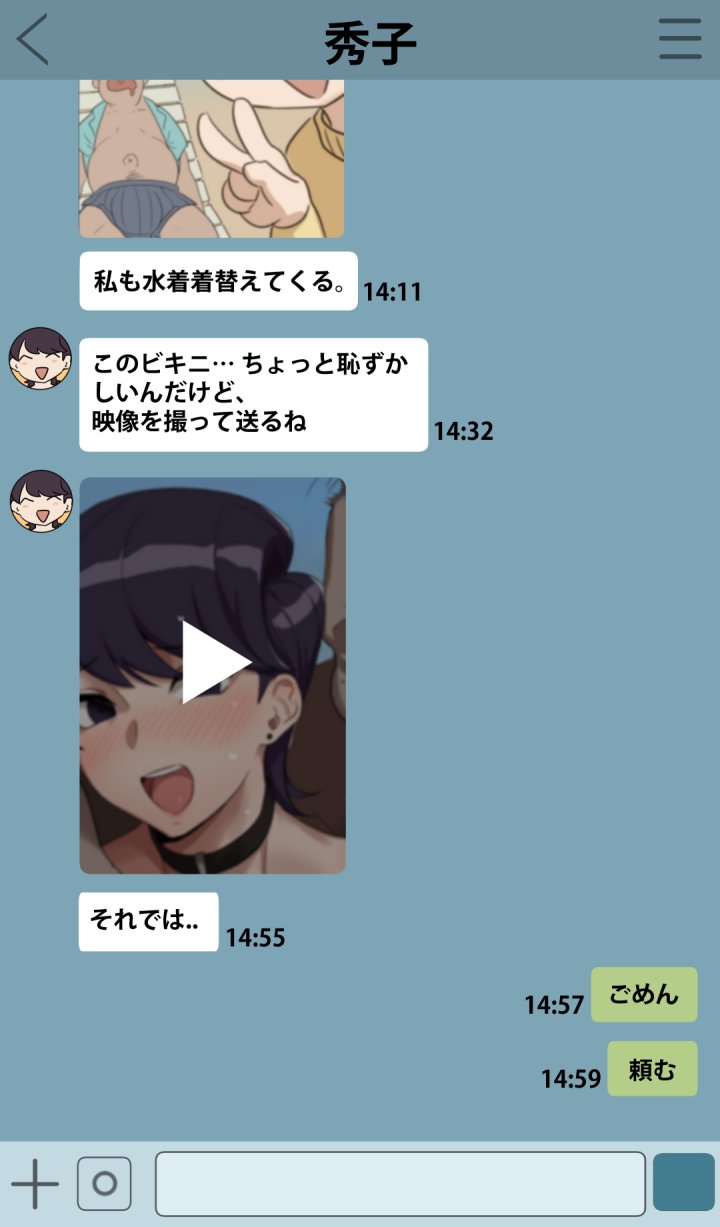 秀子
私も水着着替えてくる。
14:11
このビキニ… ちょっと恥ずか
しいんだけど、
映像を撮って送るね
14:32
それでは..
14:55
14:57
ごめん
14:59
頼む